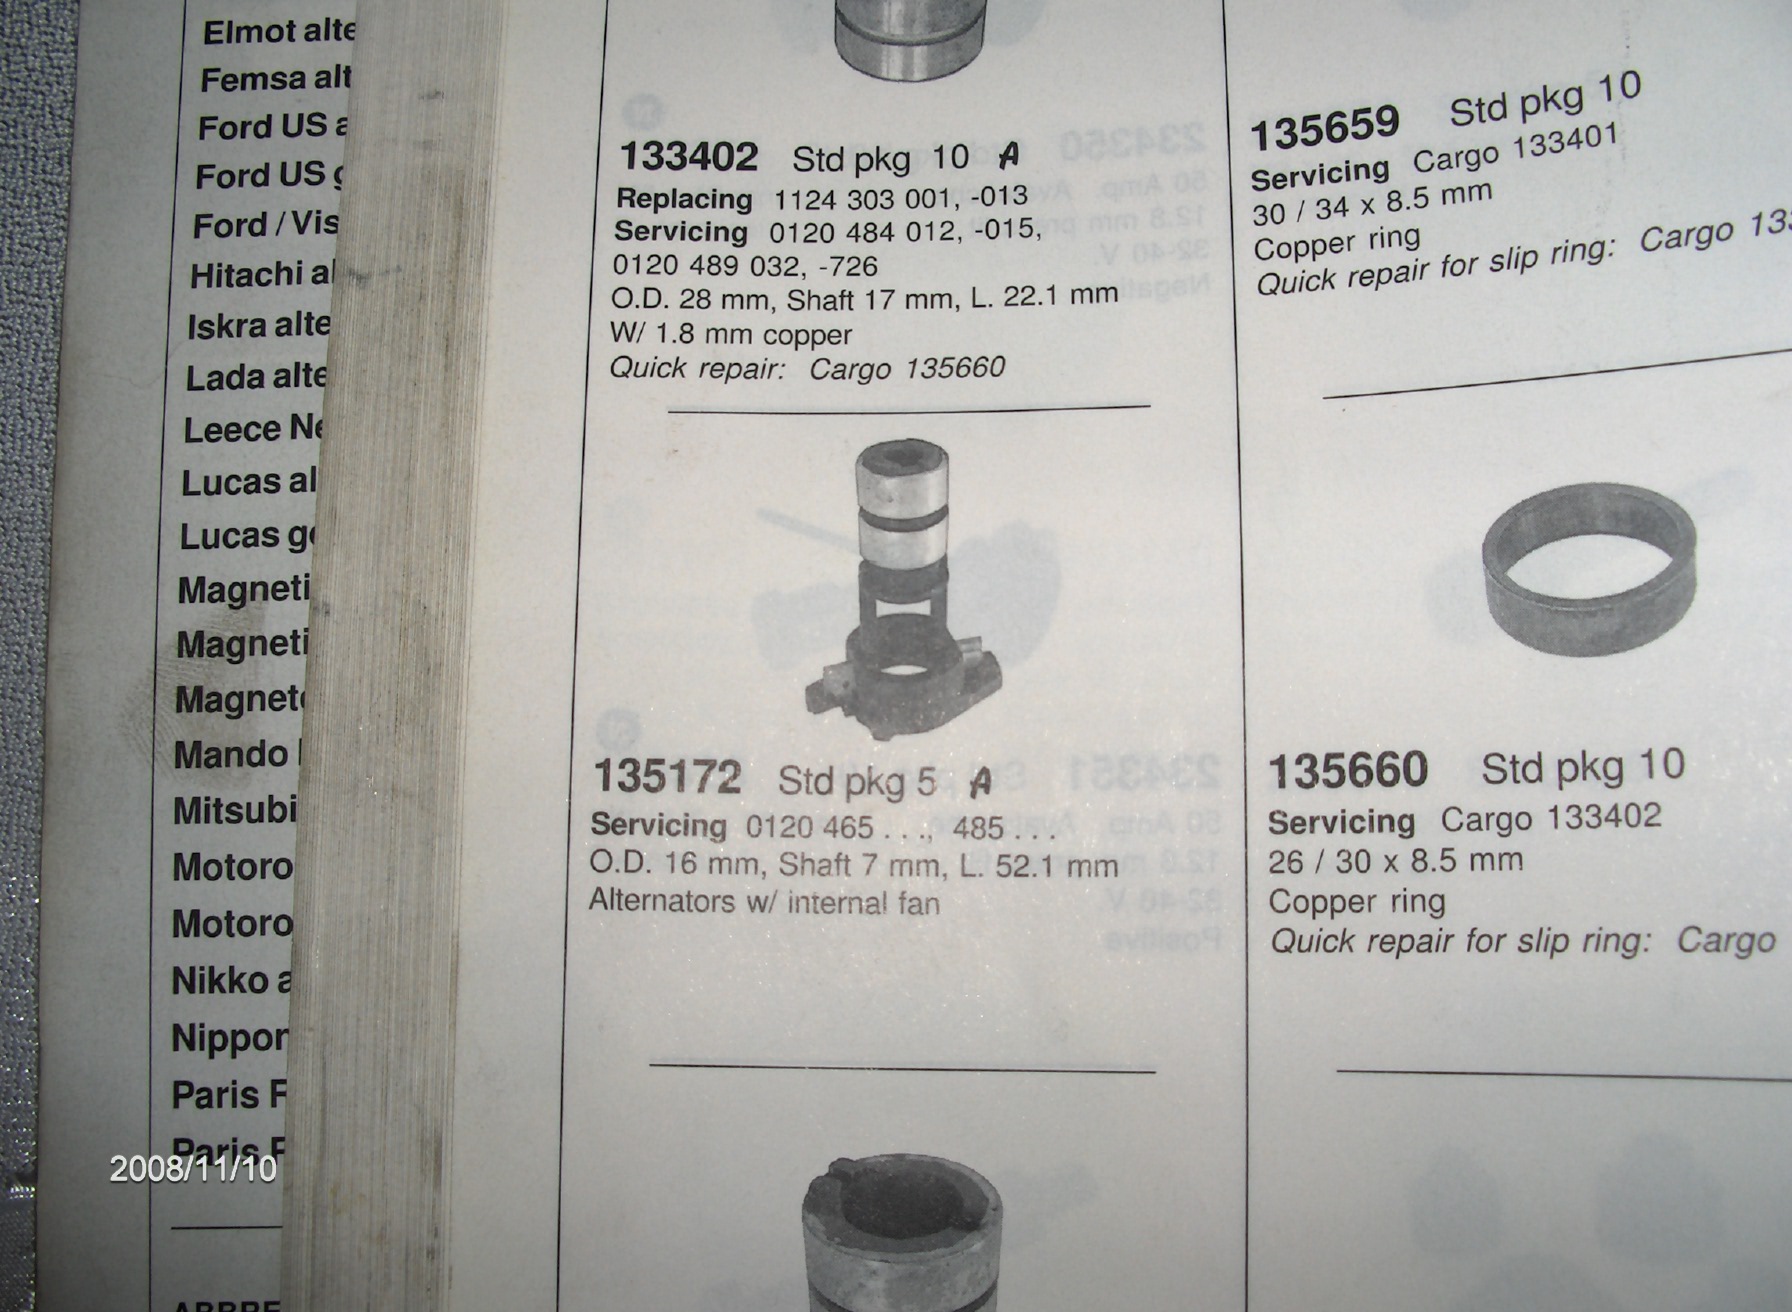 Elmot alte
Femsa alt
Ford US a
Ford US g
Ford / Vis
Hitachi al
Iskra alte
Lada alte
Leece Ne
Lucas al
Lucas ge
Magneti
Magneti
Magnet
Mando
Mitsubi
Motoro
Motoro
Nikko a
Nippon
Paris F
Paris F
2008/11/10
133402 Std pkg 10 A
Replacing 1124 303 001, -013
Servicing 0120 484 012, -015,
0120 489 032, -726
O.D. 28 mm, Shaft 17 mm, L. 22.1 mm
W/ 1.8 mm copper
Quick repair: Cargo 135660
135172 Std pkg 5 A
Servicing 0120 465 . . ., 485 . . .
O.D. 16 mm, Shaft 7 mm, L. 52.1 mm
Alternators w/ internal fan
135659 Std pkg 10
Servicing Cargo 133401
30 / 34 x 8.5 mm
Copper ring
Quick repair for slip ring: Cargo 13
135660 Std pkg 10
Servicing Cargo 133402
26 / 30 x 8.5 mm
Copper ring
Quick repair for slip ring: Cargo